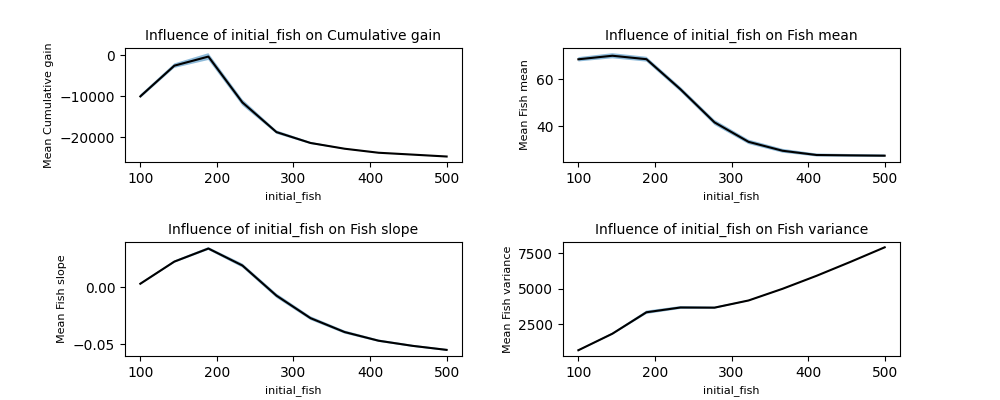 Influence of initial_fish on Cumulative gain
Mean Cumulative gain
0
−10000
−20000
100 200 300 400 500
initial_fish
Influence of initial_fish on Fish mean
Mean Fish mean
60
40
100 200 300 400 500
initial_fish
Influence of initial_fish on Fish slope
Mean Fish slope
0.00
−0.05
100 200 300 400 500
initial_fish
Influence of initial_fish on Fish variance
Mean Fish variance
7500
5000
2500
100 200 300 400 500
initial_fish